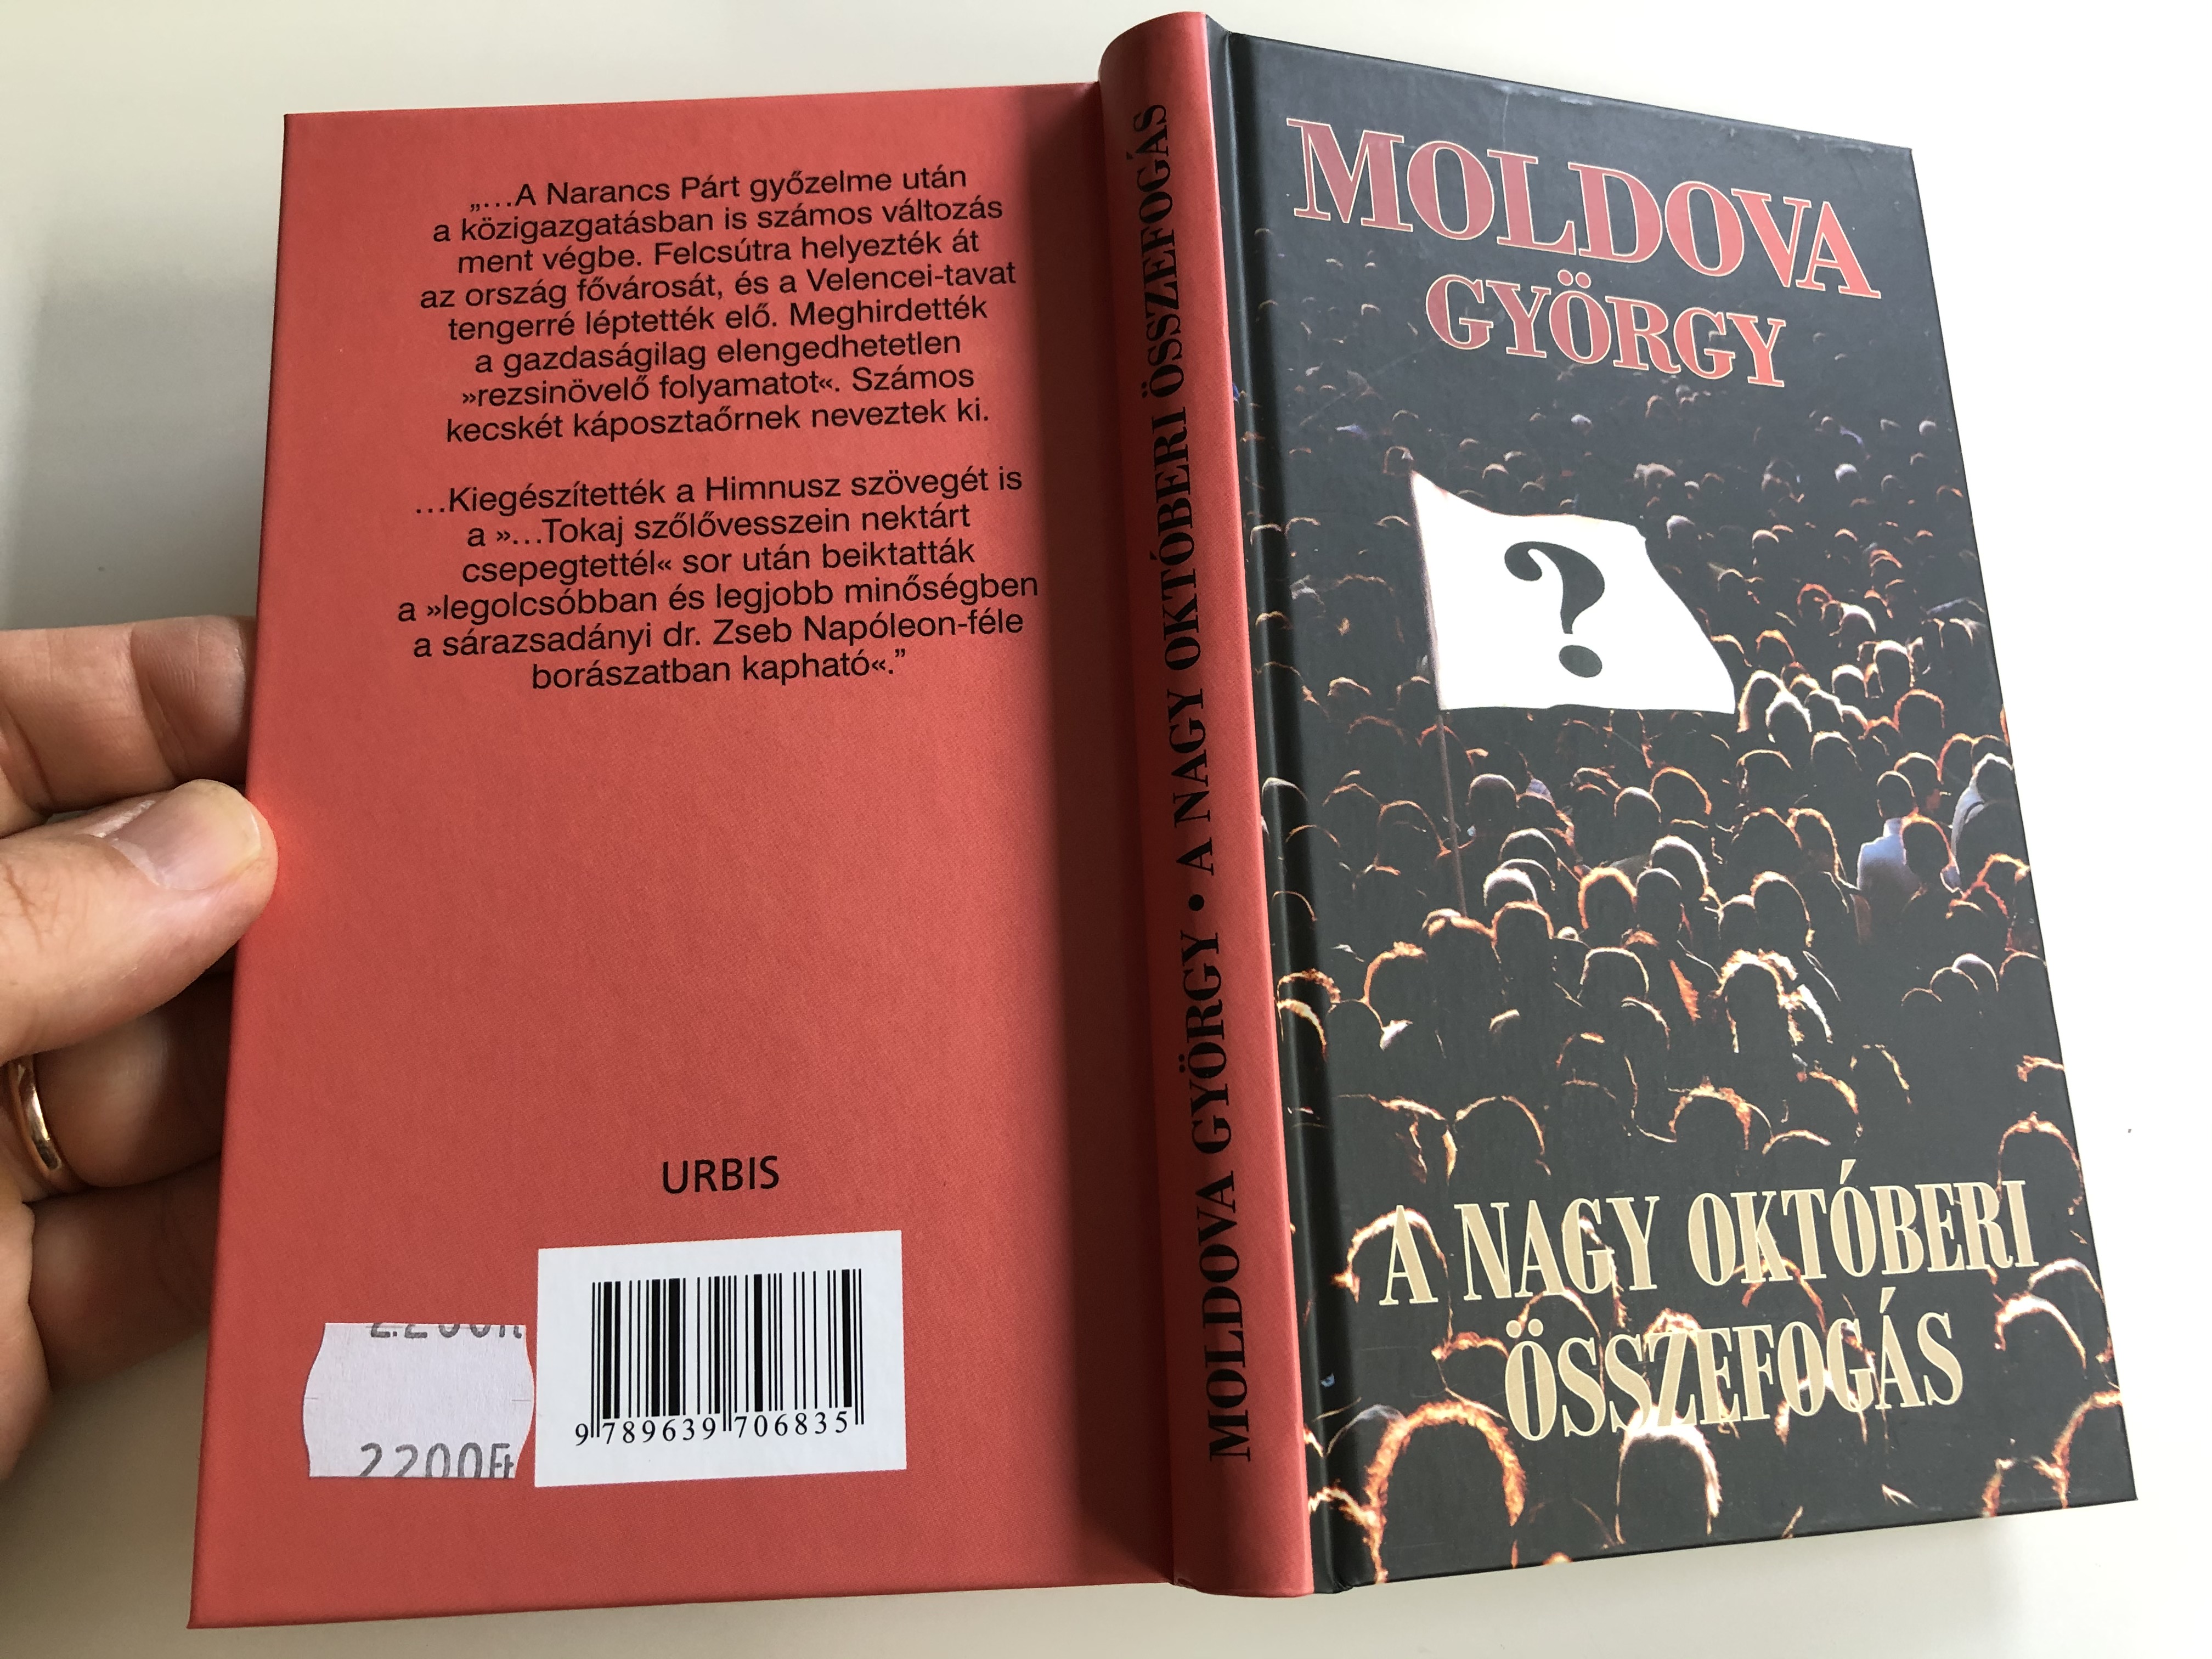 „…A Narancs Párt győzelme után
a közigazgatásban is számos változás
ment végbe. Felcsútra helyezték át
az ország fővárosát, és a Velencei-tavat
tengerré léptették elő. Meghirdették
a gazdaságilag elengedhetetlen
»rezsinövelő folyamatot«. Számos
kecskét káposztaőrnek neveztek ki.
…Kiegészítették a Himnusz szövegét is
a »…Tokaj szőlővesszein nektárt
csepegtettél« sor után beiktatták
a »legolcsóbban és legjobb minőségben
a sárazsadányi dr. Zseb Napóleon-féle
borászatban kapható«.”
URBIS
2200Ft
2200Ft
9 789639 706835
MOLDOVA GYÖRGY • A NAGY OKTÓBERI ÖSSZEFOGÁS
MOLDOVA
GYÖRGY
?
A NAGY OKTÓBERI
ÖSSZEFOGÁS